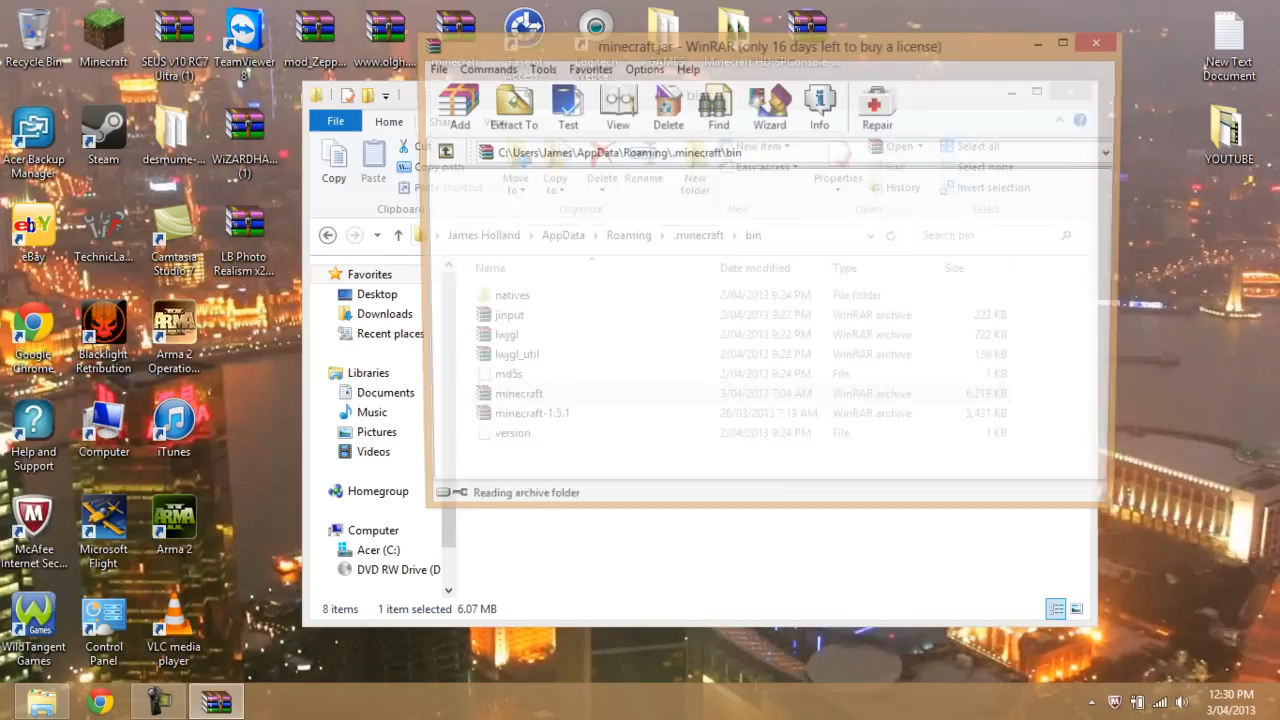 Recycle Bin
Minecraft
SEUS v10 RC7 Ultra (1)
TeamViewer 8
mod_Zepp...
www.olgh...
minecraft...
Logitech
GAMES
Minecraft HD
SPConsole-...
New Text Document
Acer Backup Manager
Steam
desmume-...
WiZARDHA... (1)
YOUTUBE
eBay
TechnicLa...
Camtasia Studio 7
LB Photo Realism x2...
Google Chrome
Blacklight Retribution
Arma 2 Operatio...
Help and Support
Computer
iTunes
McAfee Internet Sec...
Microsoft Flight
Arma 2
WildTangent Games
Control Panel
VLC media player
minecraft.jar - WinRAR (only 16 days left to buy a license)
File Commands Tools Favorites Options Help
Add Extract To Test View Delete Find Wizard Info Repair
C:\Users\James\AppData\Roaming\.minecraft\bin
Reading archive folder
File Home
Copy Paste
Copy path
Paste shortcut
Move to
Copy to
Delete
Rename
New folder
New item
Easy access
Properties
Open
History
Select all
Select none
Invert selection
Clipboard Organise New Open Select
James Holland AppData Roaming .minecraft bin
Search bin
Name Date modified Type Size
natives 2/04/2013 9:24 PM File folder
jinput 2/04/2013 9:22 PM WinRAR archive 233 KB
lwjgl 2/04/2013 9:22 PM WinRAR archive 722 KB
lwjgl_util 2/04/2013 9:22 PM WinRAR archive 136 KB
md5s 2/04/2013 9:24 PM File 1 KB
minecraft 3/04/2013 7:04 AM WinRAR archive 6,219 KB
minecraft-1.5.1 26/03/2013 7:19 AM WinRAR archive 5,431 KB
version 2/04/2013 9:24 PM File 1 KB
Favorites
Desktop
Downloads
Recent places
Libraries
Documents
Music
Pictures
Videos
Homegroup
Computer
Acer (C:)
DVD RW Drive (D
8 items 1 item selected 6.07 MB
12:30 PM
3/04/2013